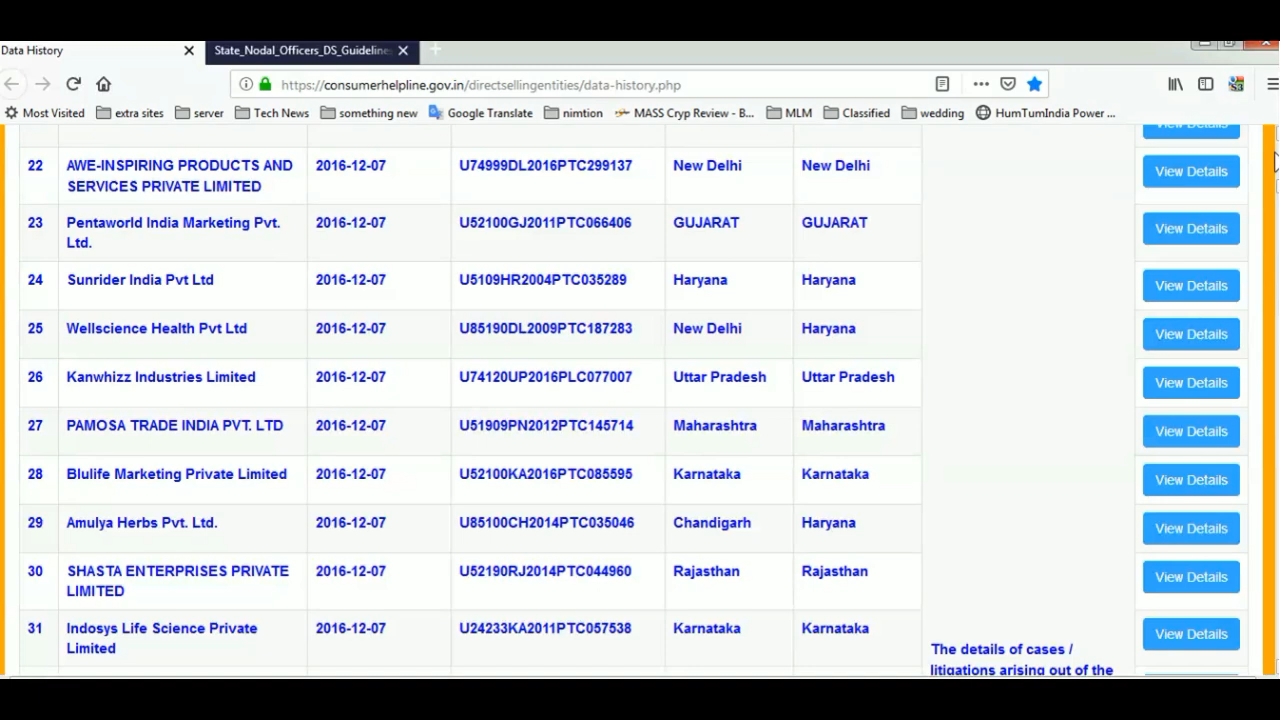 Data History
State_Nodal_Officers_DS_Guideline
https://consumerhelpline.gov.in/directsellingentities/data-history.php
Most Visited extra sites server Tech News something new Google Translate nimtion MASS Cryp Review - B... MLM Classified wedding HumTumIndia Power ...
View Details
22 AWE-INSPIRING PRODUCTS AND 2016-12-07 U74999DL2016PTC299137 New Delhi New Delhi View Details
SERVICES PRIVATE LIMITED
23 Pentaworld India Marketing Pvt. 2016-12-07 U52100GJ2011PTC066406 GUJARAT GUJARAT View Details
Ltd.
24 Sunrider India Pvt Ltd 2016-12-07 U5109HR2004PTC035289 Haryana Haryana View Details
25 Wellscience Health Pvt Ltd 2016-12-07 U85190DL2009PTC187283 New Delhi Haryana View Details
26 Kanwhizz Industries Limited 2016-12-07 U74120UP2016PLC077007 Uttar Pradesh Uttar Pradesh View Details
27 PAMOSA TRADE INDIA PVT. LTD 2016-12-07 U51909PN2012PTC145714 Maharashtra Maharashtra View Details
28 Blulife Marketing Private Limited 2016-12-07 U52100KA2016PTC085595 Karnataka Karnataka View Details
29 Amulya Herbs Pvt. Ltd. 2016-12-07 U85100CH2014PTC035046 Chandigarh Haryana View Details
30 SHASTA ENTERPRISES PRIVATE 2016-12-07 U52190RJ2014PTC044960 Rajasthan Rajasthan View Details
LIMITED
31 Indosys Life Science Private 2016-12-07 U24233KA2011PTC057538 Karnataka Karnataka View Details
Limited
The details of cases /
litigations arising out of the